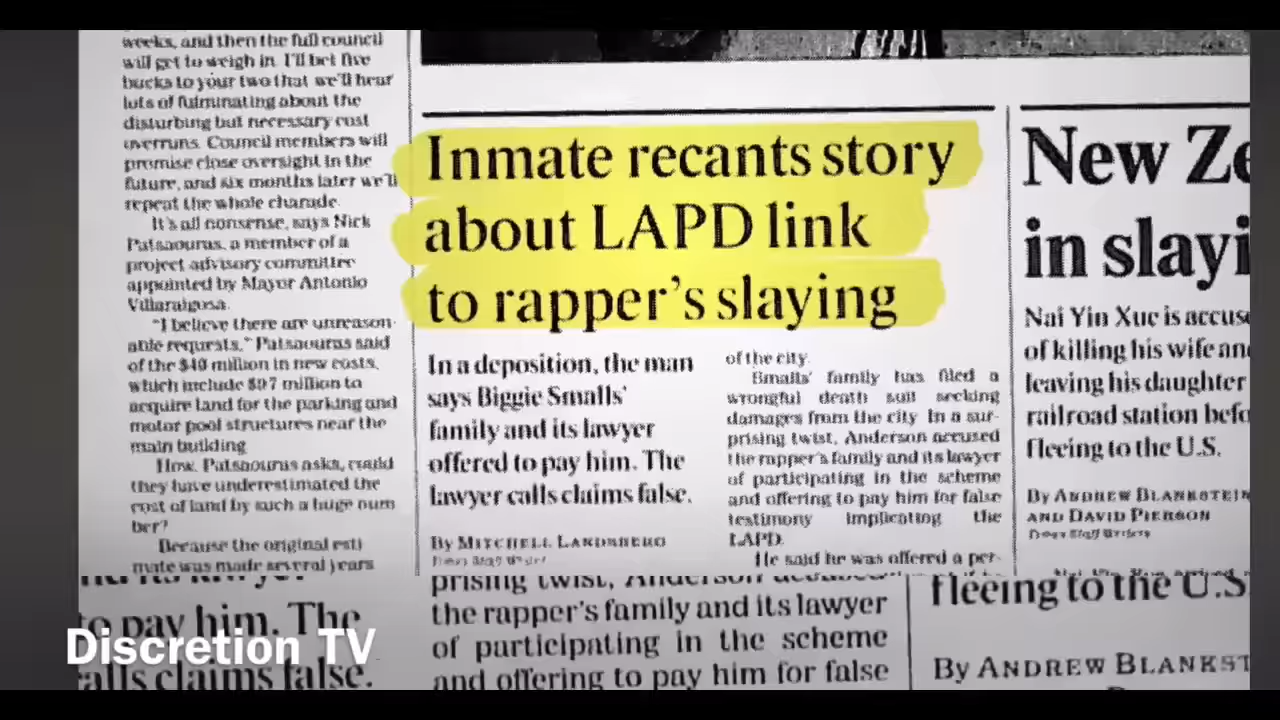 weeks, and then the full council
will get to weigh in. I'll bet five
bucks to your two that we'll hear
lots of fulminating about the
disturbing but necessary cost
overruns. Council members will
promise close oversight in the
future, and six months later we'll
repeat the whole charade.
It's all nonsense, says Nick
Patsaouras, a member of a
project advisory committee
appointed by Mayor Antonio
Villaraigosa.
"I believe there are unreason-
able requests," Patsaouras said
of the $40 million in new costs,
which include $9.7 million to
acquire land for the parking and
motor pool structures near the
main building
How, Patsaouras asks, could
they have underestimated the
cost of land by such a huge num
ber?
Because the original esti
mate was made several years
Inmate recants story
about LAPD link
to rapper's slaying
In a deposition, the man
says Biggie Smalls'
family and its lawyer
offered to pay him. The
lawyer calls claims false.
By MITCHELL LANDSBERG
Times Staff Writer
of the city.
Smalls' family has filed a
wrongful death suit seeking
damages from the city. In a sur-
prising twist, Anderson accused
the rapper's family and its lawyer
of participating in the scheme
and offering to pay him for false
testimony implicating the
LAPD.
He said he was offered a per-
New Ze
in slayi
Nai Yin Xue is accuse
of killing his wife and
leaving his daughter
railroad station befo
fleeing to the U.S.
By ANDREW BLANKSTEIN
AND DAVID PIERSON
Times Staff Writers
to pay him. The
calls claims false.
prising twist, Anderson accused
the rapper's family and its lawyer
of participating in the scheme
and offering to pay him for false
fleeing to the U.S.
By ANDREW BLANKST
Discretion TV